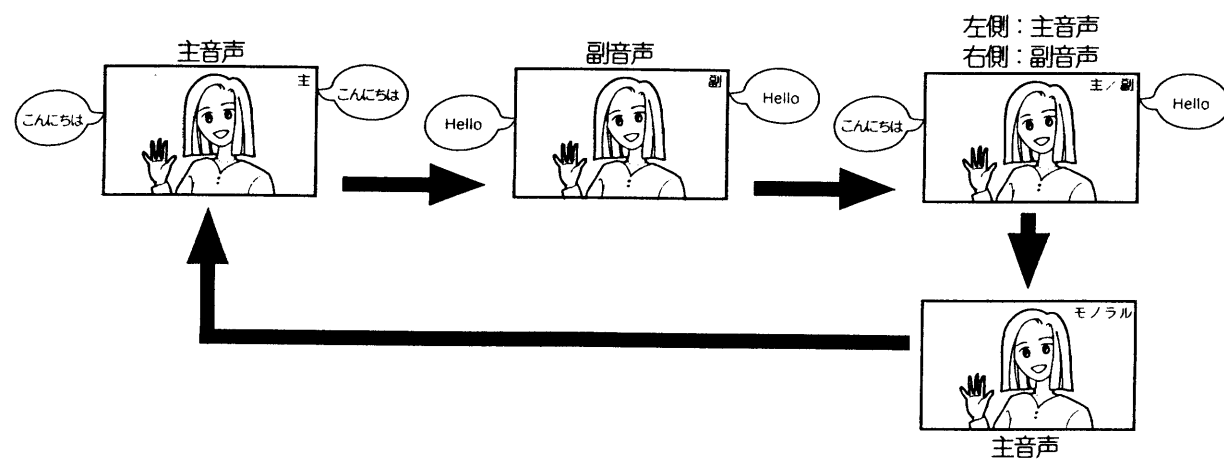 主音声
主
こんにちは
こんにちは
副音声
副
Hello
Hello
左側：主音声
右側：副音声
主／副
こんにちは
Hello
モノラル
主音声